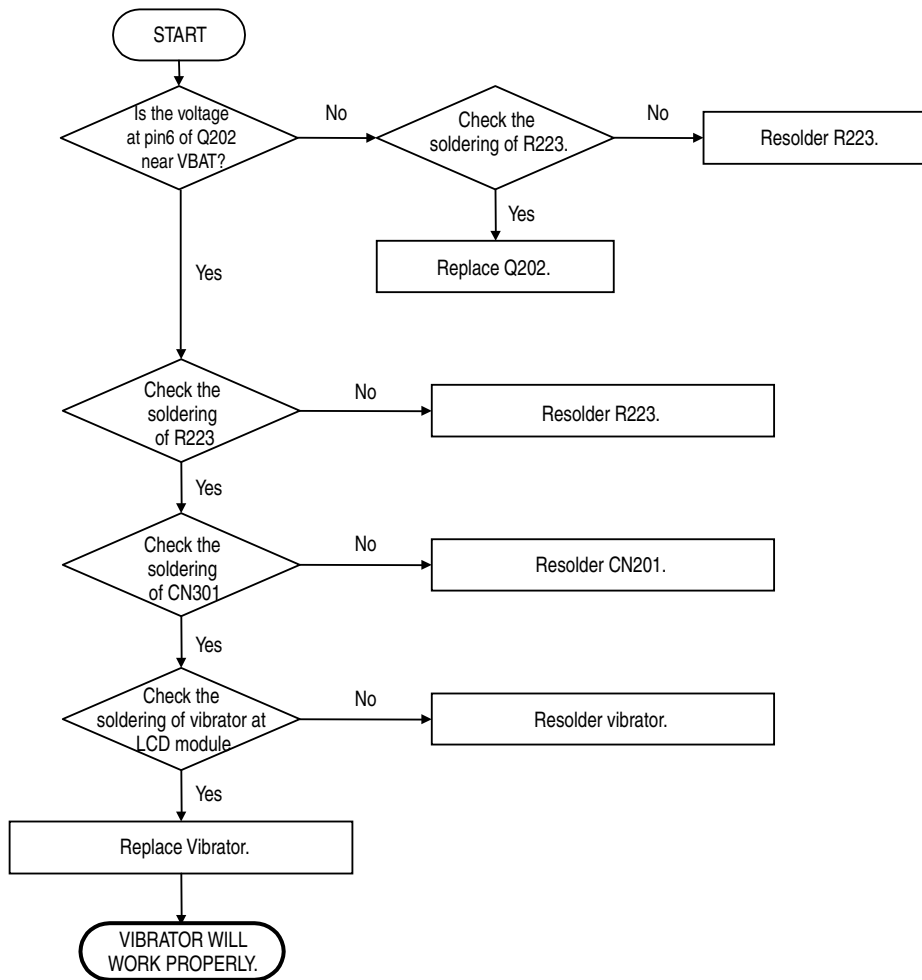 START
Is the voltage
at pin6 of Q202
near VBAT?
No
Check the
soldering of R223.
No
Resolder R223.
Yes
Replace Q202.
Yes
Check the
soldering
of R223
No
Resolder R223.
Yes
Check the
soldering
of CN301
No
Resolder CN201.
Yes
Check the
soldering of vibrator at
LCD module
No
Resolder vibrator.
Yes
Replace Vibrator.
VIBRATOR WILL
WORK PROPERLY.